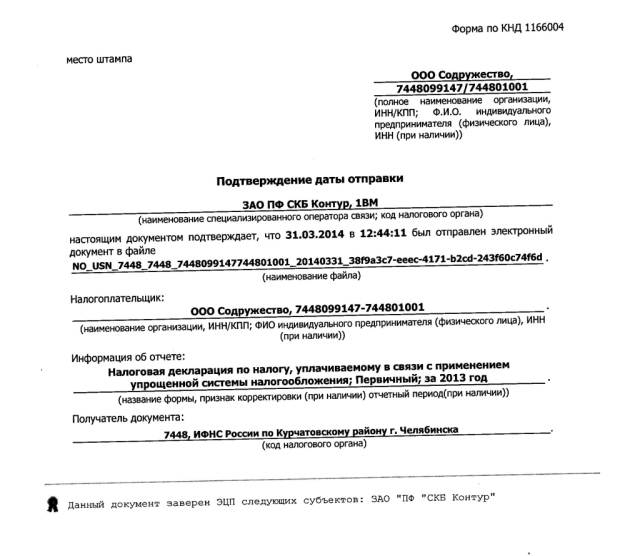 Форма по КНД 1166004
место штампа
ООО Содружество,
7448099147/744801001
(полное наименование организации,
ИНН/КПП; Ф.И.О. индивидуального
предпринимателя (физического лица),
ИНН (при наличии))
Подтверждение даты отправки
ЗАО ПФ СКБ Контур, 1ВМ
(наименование специализированного оператора связи; код налогового органа)
настоящим документом подтверждает, что 31.03.2014 в 12:44:11 был отправлен электронный
документ в файле
NO_USN_7448_7448_7448099147744801001_20140331_38f9a3c7-eeec-4171-b2cd-243f60c74f6d .
(наименование файла)
Налогоплательщик:
ООО Содружество, 7448099147-744801001 .
(наименование организации, ИНН/КПП; ФИО индивидуального предпринимателя (физического лица), ИНН
(при наличии))
Информация об отчете:
Налоговая декларация по налогу, уплачиваемому в связи с применением
упрощенной системы налогообложения; Первичный; за 2013 год .
(название формы, признак корректировки (при наличии) отчетный период(при наличии))
Получатель документа:
7448, ИФНС России по Курчатовскому району г. Челябинска .
(код налогового органа)
Данный документ заверен ЭЦП следующих субъектов: ЗАО "ПФ "СКБ Контур"